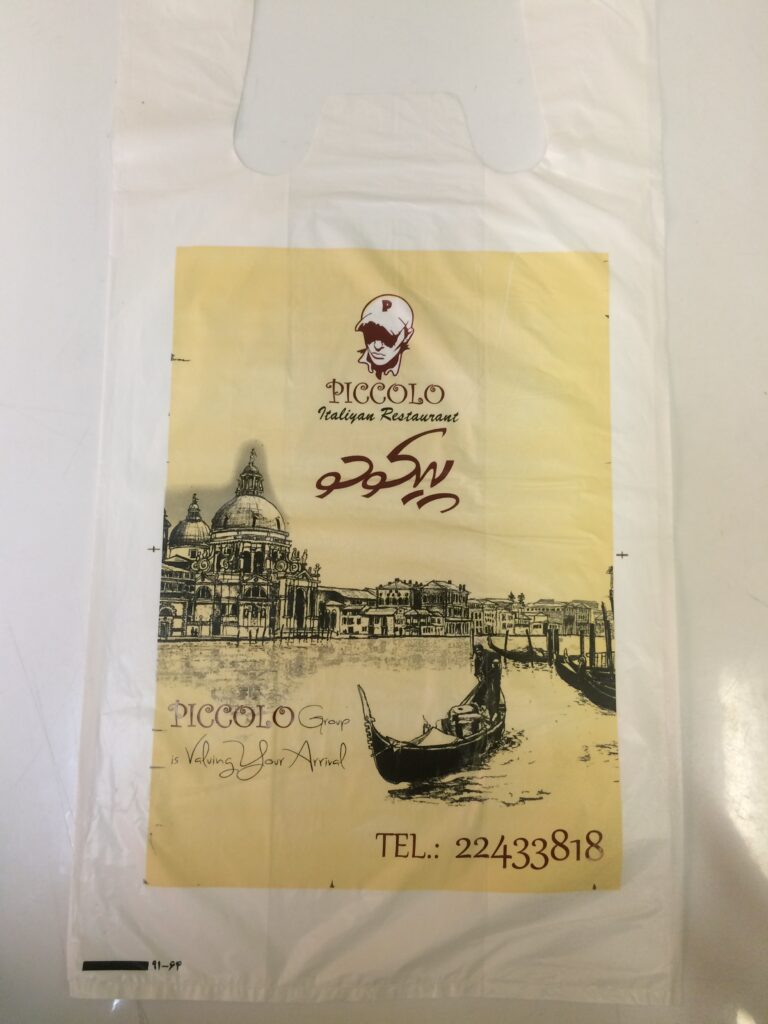 P
PICCOLO
Italiyan Restaurant
پیکولو
PICCOLO Group
is Valuing Your Arrival
TEL.: 22433818
۹۱-۶۴